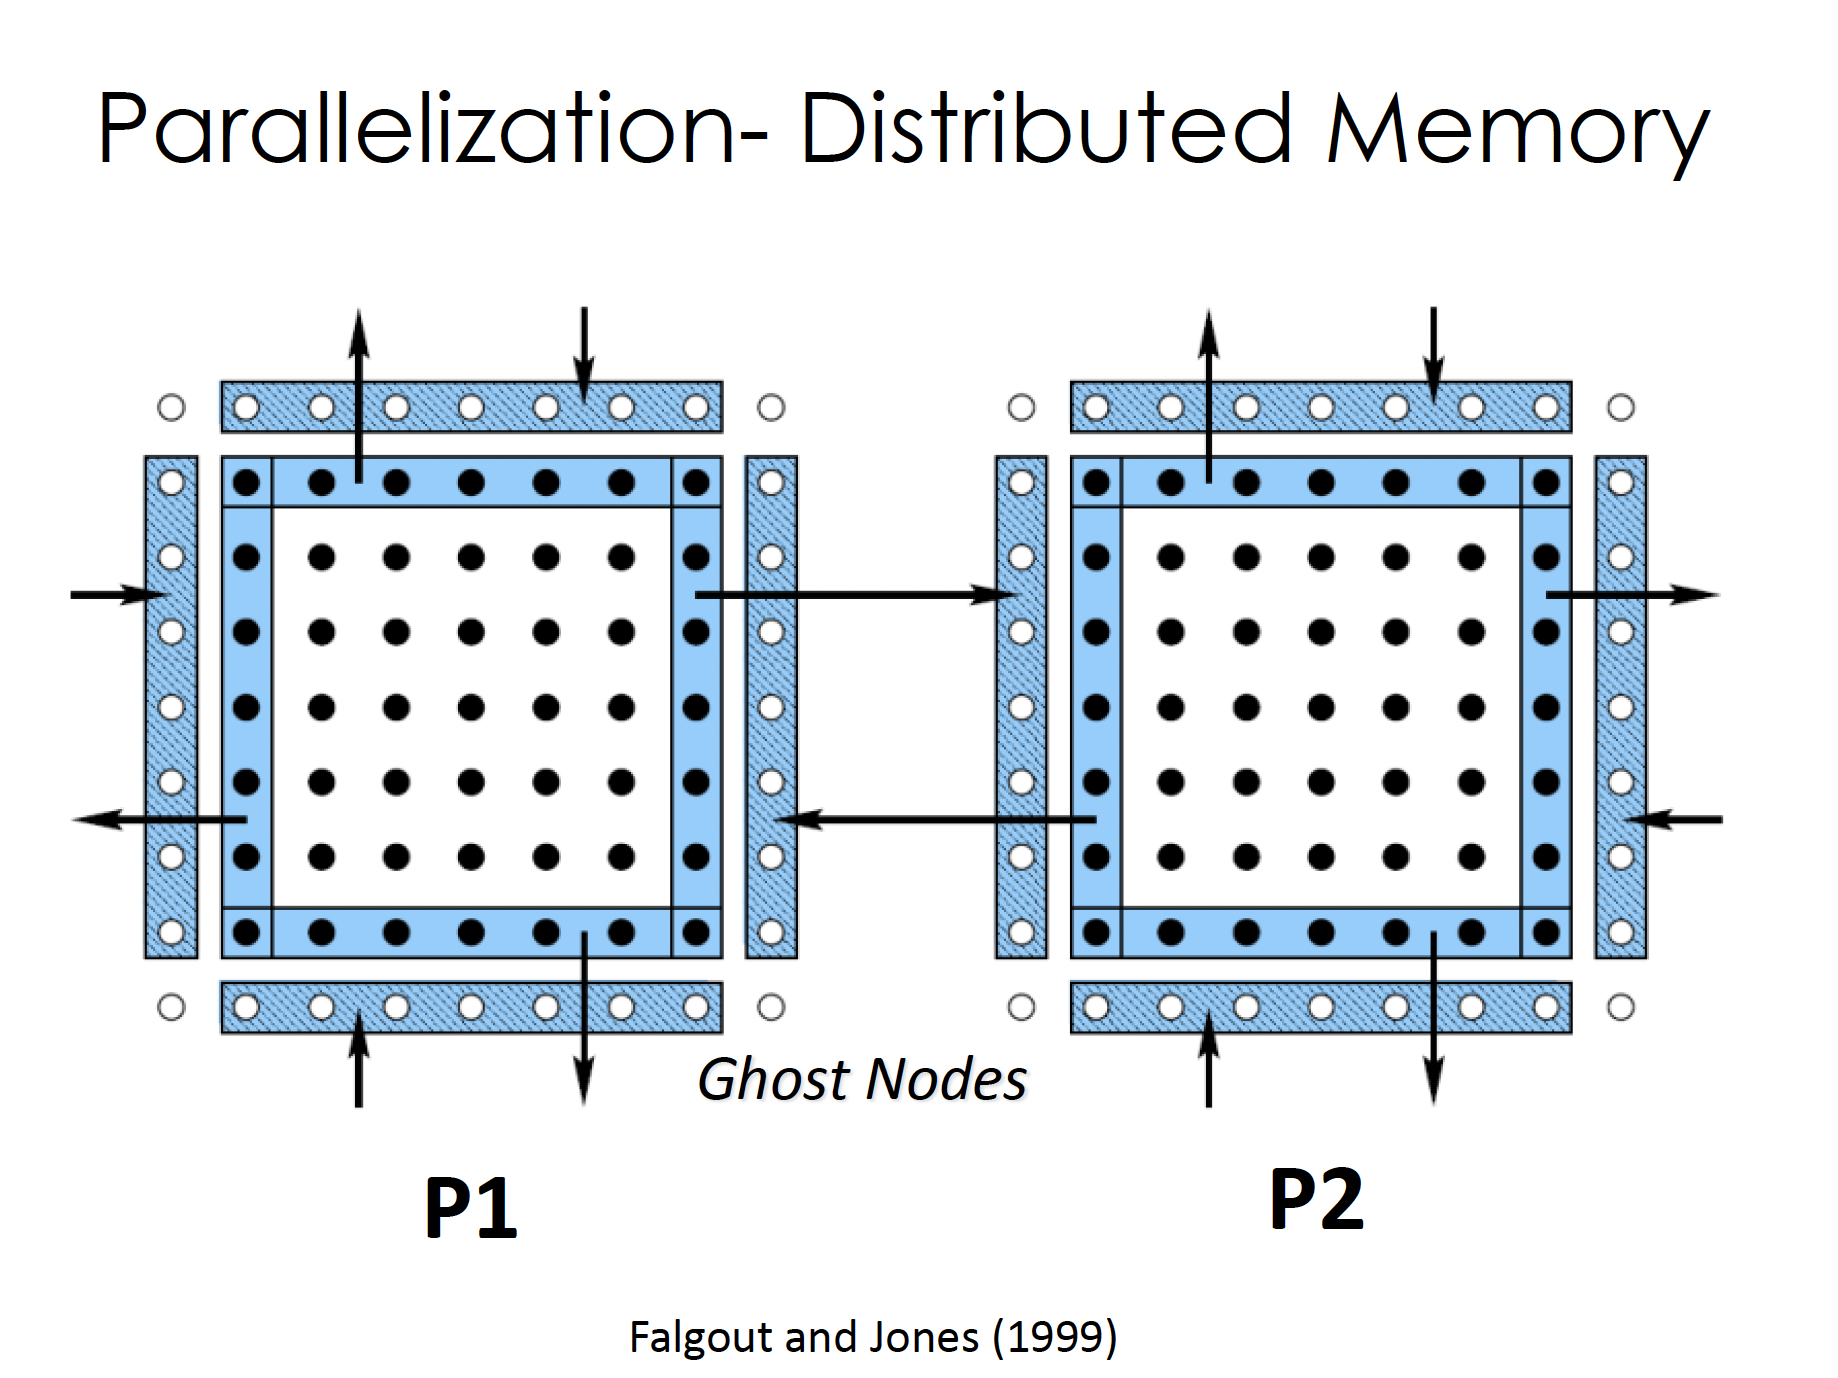 Parallelization- Distributed Memory
Ghost Nodes
P1
P2
Falgout and Jones (1999)